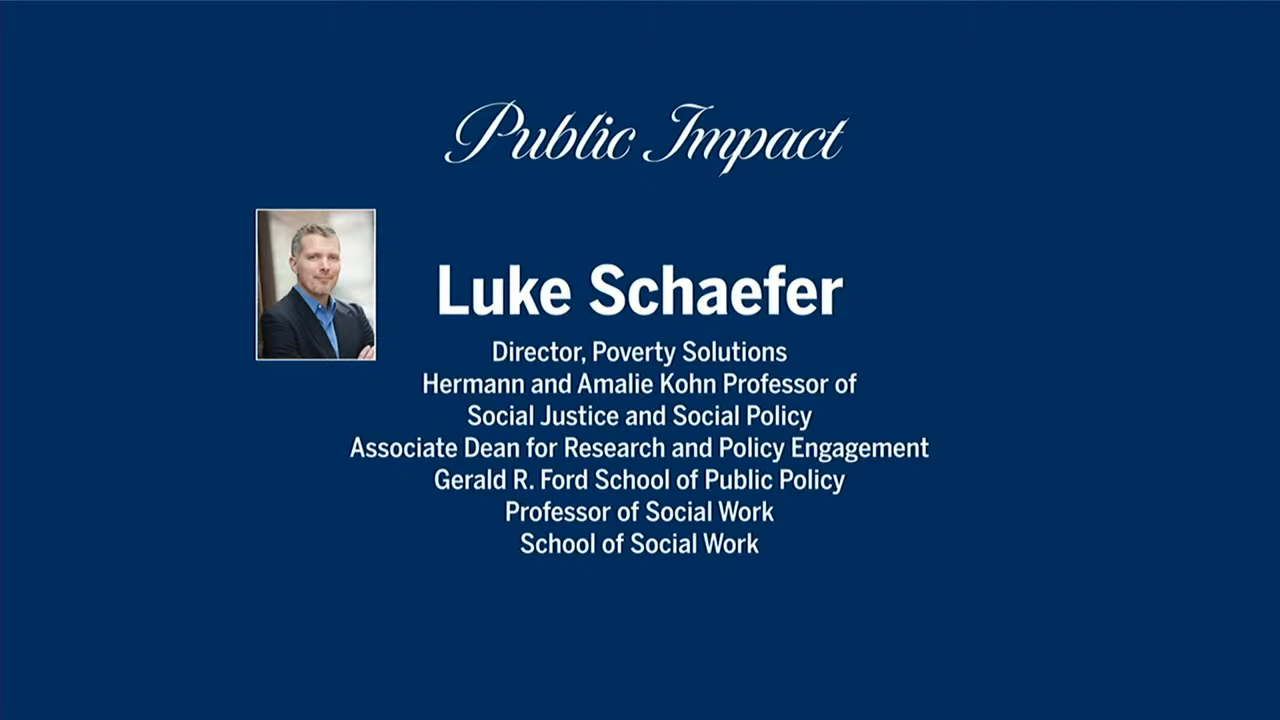 Public Impact
Luke Schaefer
Director, Poverty Solutions
Hermann and Amalie Kohn Professor of
Social Justice and Social Policy
Associate Dean for Research and Policy Engagement
Gerald R. Ford School of Public Policy
Professor of Social Work
School of Social Work